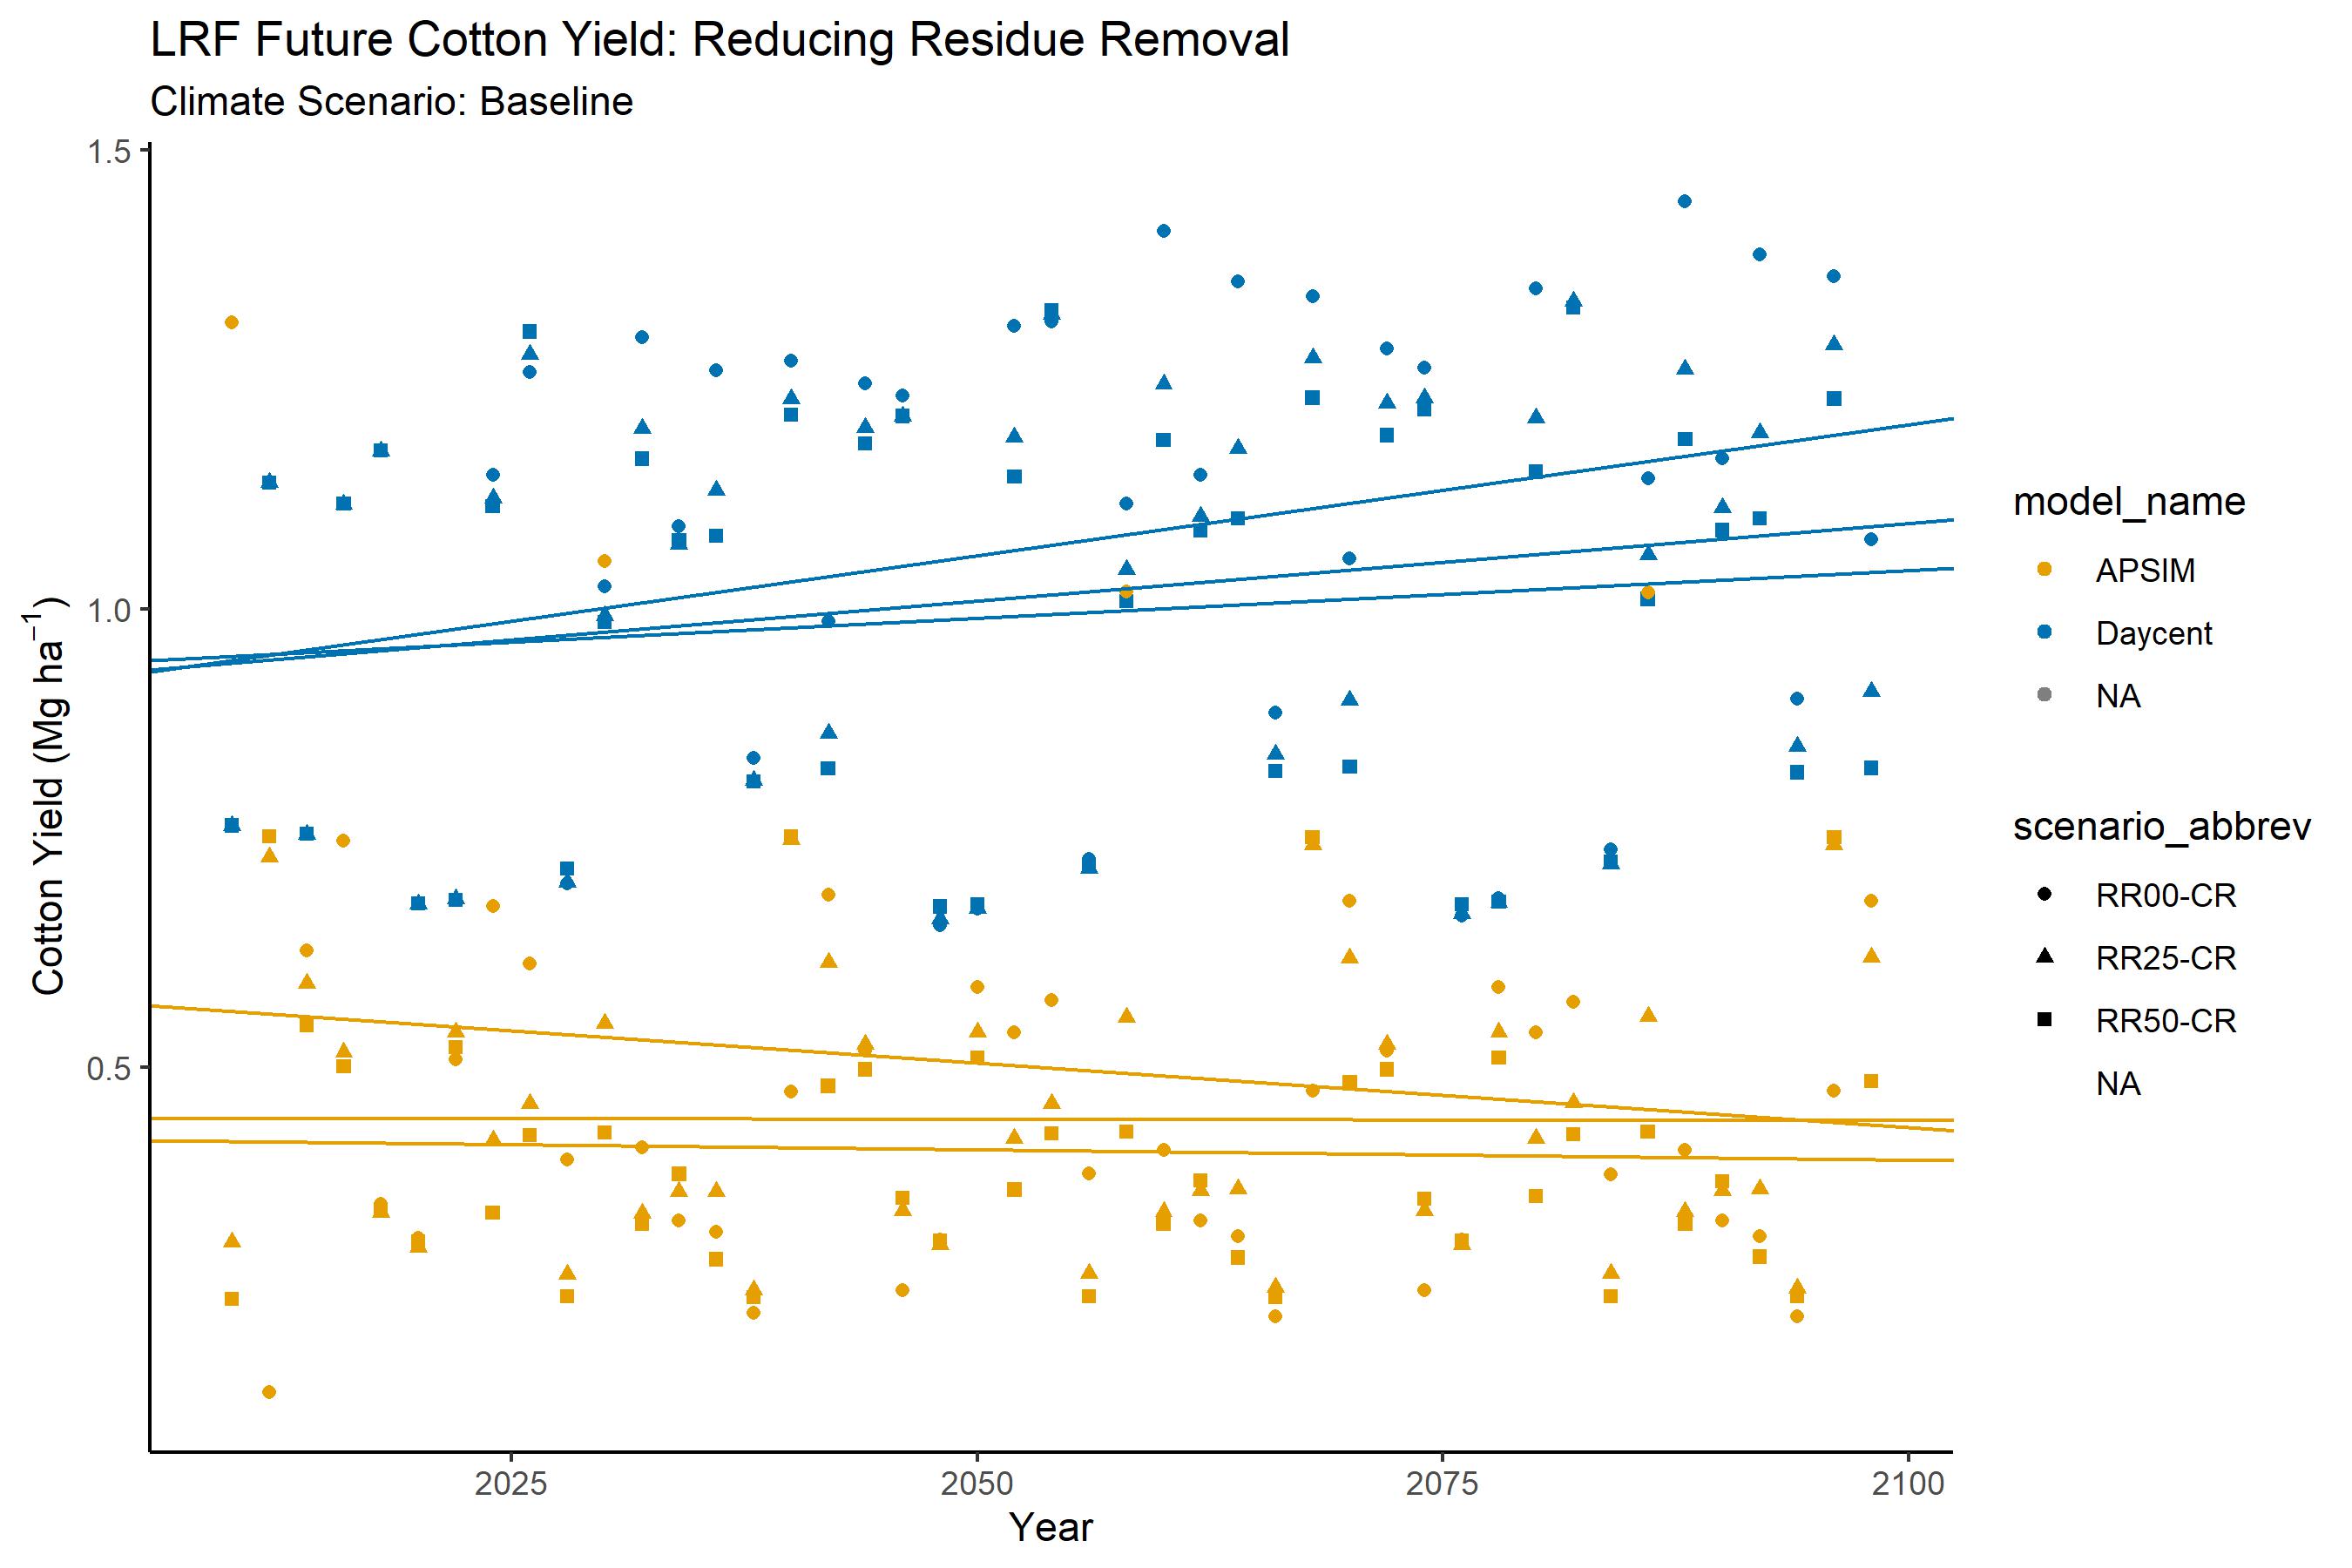 LRF Future Cotton Yield: Reducing Residue Removal
Climate Scenario: Baseline
1.5
1.0
0.5
Cotton Yield (Mg ha⁻¹)
2025
2050
2075
2100
Year
model_name
APSIM
Daycent
NA
scenario_abbrev
RR00-CR
RR25-CR
RR50-CR
NA